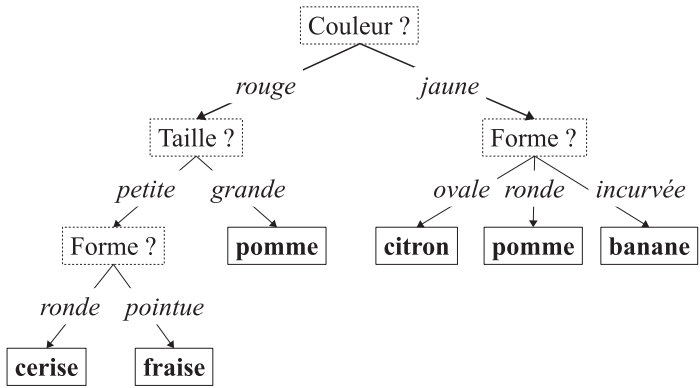 Couleur ?
rouge jaune
Taille ? Forme ?
petite grande ovale ronde incurvée
Forme ? pomme citron pomme banane
ronde pointue
cerise fraise